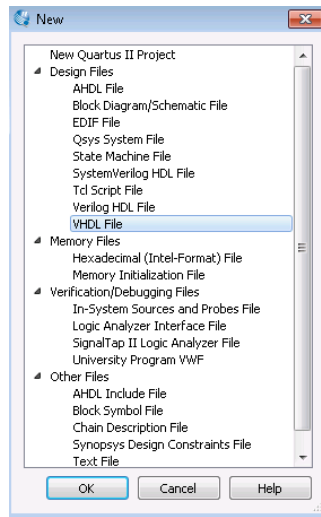 New
New Quartus II Project
Design Files
AHDL File
Block Diagram/Schematic File
EDIF File
Qsys System File
State Machine File
SystemVerilog HDL File
Tcl Script File
Verilog HDL File
VHDL File
Memory Files
Hexadecimal (Intel-Format) File
Memory Initialization File
Verification/Debugging Files
In-System Sources and Probes File
Logic Analyzer Interface File
SignalTap II Logic Analyzer File
University Program VWF
Other Files
AHDL Include File
Block Symbol File
Chain Description File
Synopsys Design Constraints File
Text File
OK Cancel Help